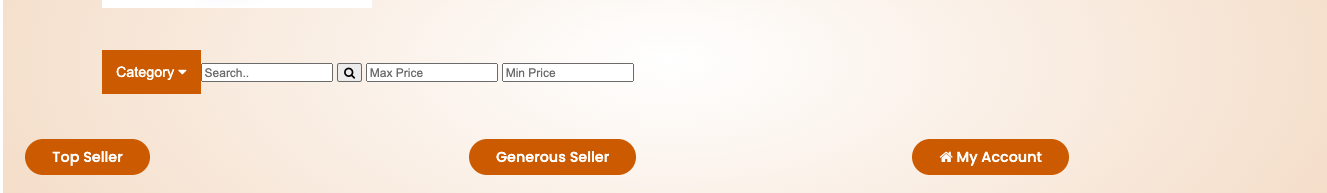 Category Search.. Max Price Min Price
Top Seller Generous Seller My Account